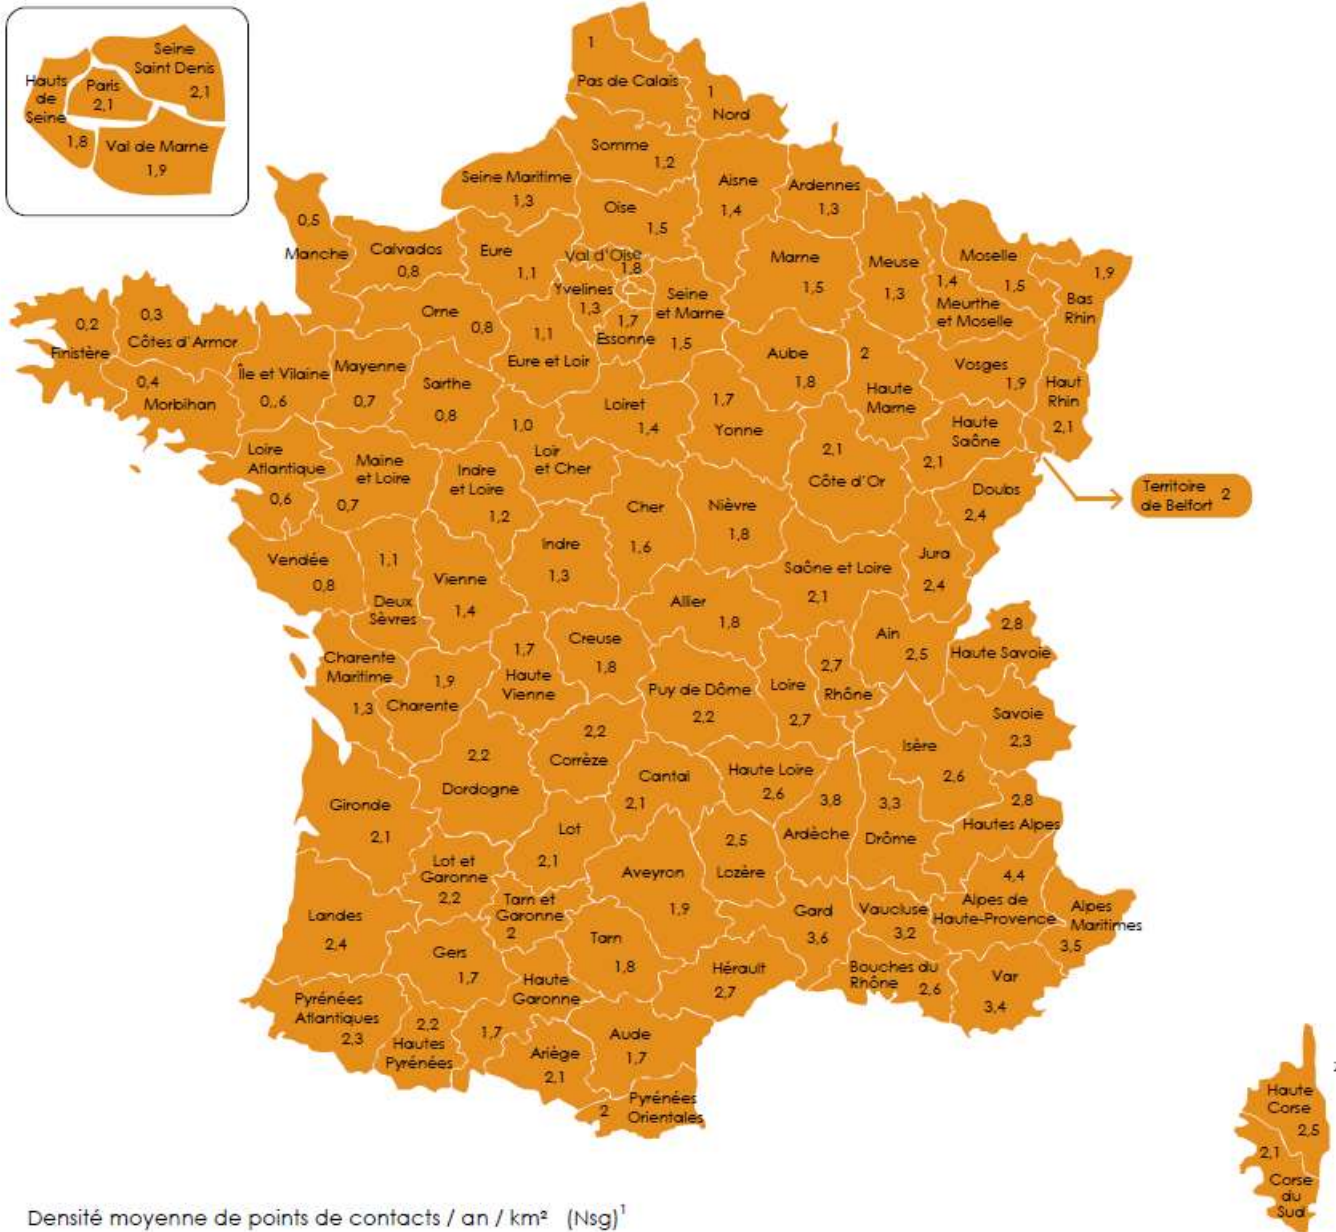 Seine
Saint Denis
2,1
Hauts
de
Seine
1,8
Paris
2,1
Val de Marne
1,9
1
Pas de Calais
1
Nord
Somme
1,2
Seine Maritime
1,3
Oise
1,5
Aisne
1,4
Ardennes
1,3
0,5
Manche
Calvados
0,8
Eure
1,1
Val d'Oise
1,8
Yvelines
1,3
1,7
Essonne
Seine
et Marne
1,5
Marne
1,5
Meuse
1,3
Moselle
1,5
1,4
Meurthe
et Moselle
1,9
Bas
Rhin
0,2
Finistère
0,3
Côtes d'Armor
0,4
Morbihan
Île et Vilaine
0,,6
Mayenne
0,7
Orne
0,8
Sarthe
0,8
1,1
Eure et Loir
Loiret
1,4
1,7
Yonne
Aube
1,8
2
Haute
Marne
Vosges
1,9
Haut
Rhin
2,1
Haute
Saône
2,1
Territoire
de Belfort
2
Loire
Atlantique
0,6
Maine
et Loire
0,7
Indre
et Loire
1,2
1,0
Loir
et Cher
Cher
1,6
Nièvre
1,8
2,1
Côte d'Or
Doubs
2,4
Jura
2,4
Vendée
0,8
1,1
Deux
Sèvres
Vienne
1,4
Indre
1,3
Allier
1,8
Saône et Loire
2,1
Ain
2,5
2,8
Haute Savoie
Charente
Maritime
1,3
1,9
Charente
1,7
Haute
Vienne
Creuse
1,8
Puy de Dôme
2,2
Loire
2,7
2,7
Rhône
Savoie
2,3
Isère
2,6
2,2
Dordogne
2,2
Corrèze
Cantal
2,1
Haute Loire
2,6
3,8
Ardèche
3,3
Drôme
2,8
Hautes Alpes
Gironde
2,1
Lot et
Garonne
2,2
Lot
2,1
Aveyron
1,9
2,5
Lozère
4,4
Alpes de
Haute-Provence
Alpes
Maritimes
3,5
Landes
2,4
Gers
1,7
Tarn et
Garonne
2
Tarn
1,8
Gard
3,6
Vaucluse
3,2
Bouches du
Rhône
2,6
Var
3,4
Hérault
2,7
Pyrénées
Atlantiques
2,3
2,2
Hautes
Pyrénées
Haute
Garonne
1,7
Ariège
2,1
Aude
1,7
2
Pyrénées
Orientales
Haute
Corse
2,5
2,1
Corse
du
Sud
Densité moyenne de points de contacts / an / km² (Nsg)¹